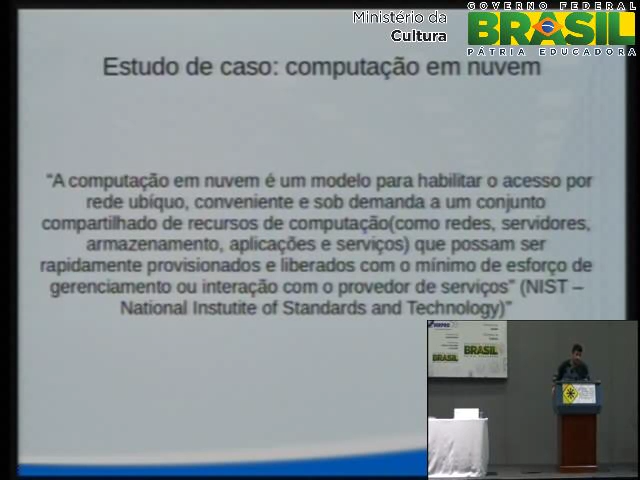 Ministério da
Cultura
GOVERNO FEDERAL
BRASIL
PÁTRIA EDUCADORA
Estudo de caso: computação em nuvem
“A computação em nuvem é um modelo para habilitar o acesso por
rede ubíquo, conveniente e sob demanda a um conjunto
compartilhado de recursos de computação(como redes, servidores,
armazenamento, aplicações e serviços) que possam ser
rapidamente provisionados e liberados com o mínimo de esforço de
gerenciamento ou interação com o provedor de serviços” (NIST –
National Instutite of Standards and Technology)”
BRASIL